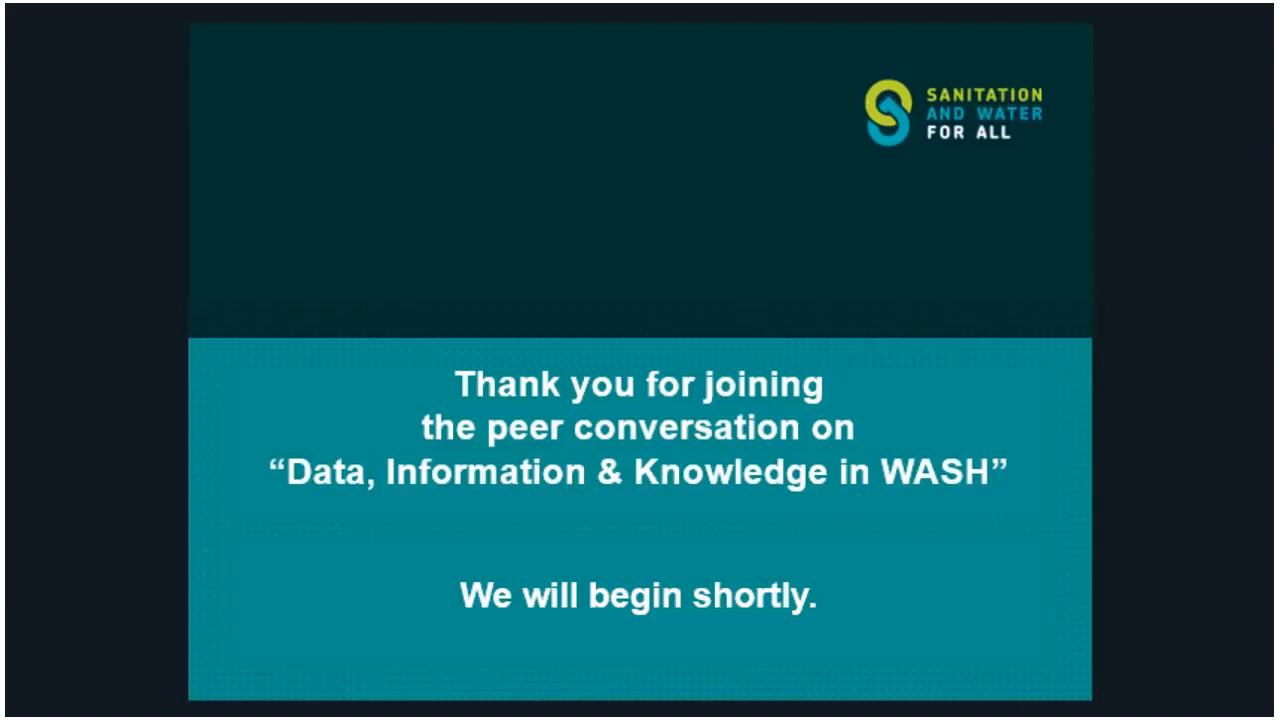 SANITATION
AND WATER
FOR ALL
Thank you for joining
the peer conversation on
“Data, Information & Knowledge in WASH”
We will begin shortly.